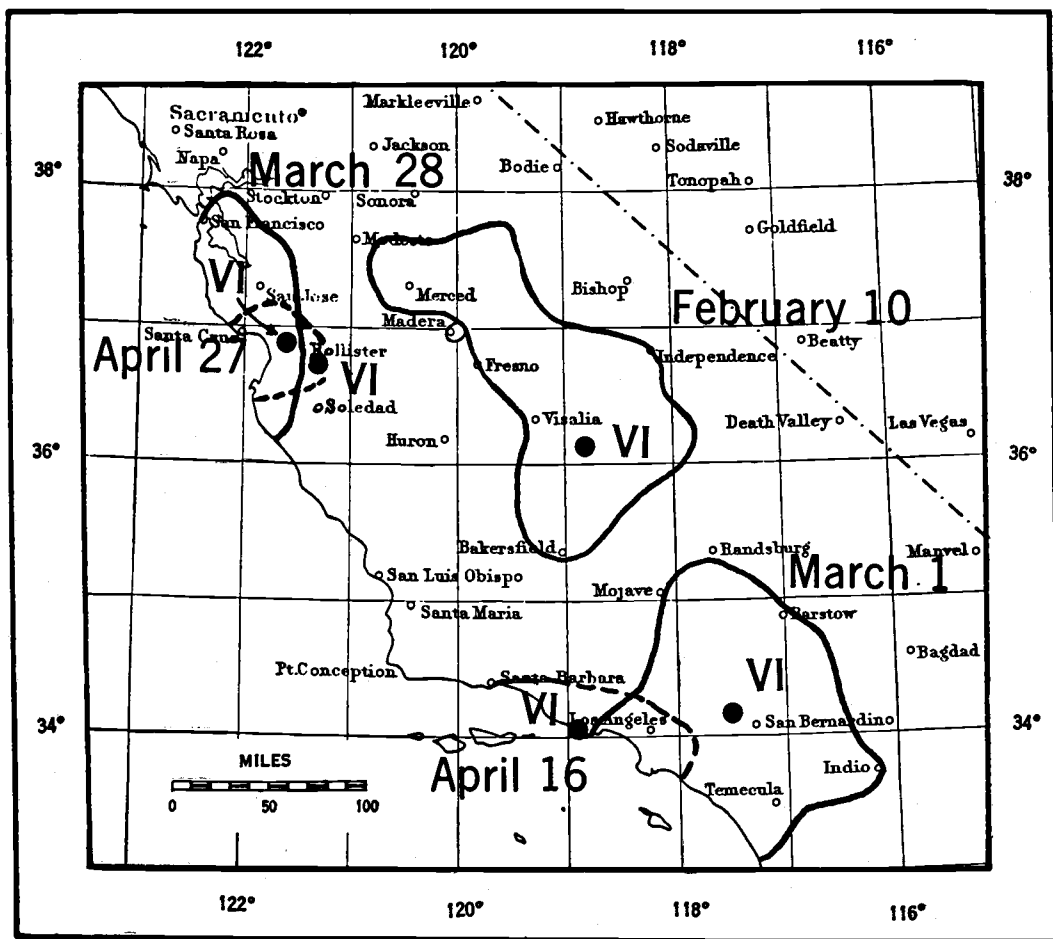 122° 120° 118° 116°
Markleeville
Sacramento
Hawthorne
Santa Rosa
Jackson
Sodaville
Napa
Bodie
38°
March 28
Tonopah
38°
Stockton
Sonora
San Francisco
Goldfield
Modesto
VI
San Jose
Merced
Bishop
February 10
Madera
Santa Cruz
Beatty
April 27
Hollister
Independence
Fresno
VI
Soledad
Visalia
Death Valley
Las Vegas
Huron
VI
36°
36°
Bakersfield
Randsburg
Manvel
San Luis Obispo
Mojave
March 1
Santa Maria
Barstow
Bagdad
Pt. Conception
Santa Barbara
VI
VI
Los Angeles
San Bernardino
34°
34°
MILES
April 16
Indio
Temecula
0 50 100
122° 120° 118° 116°